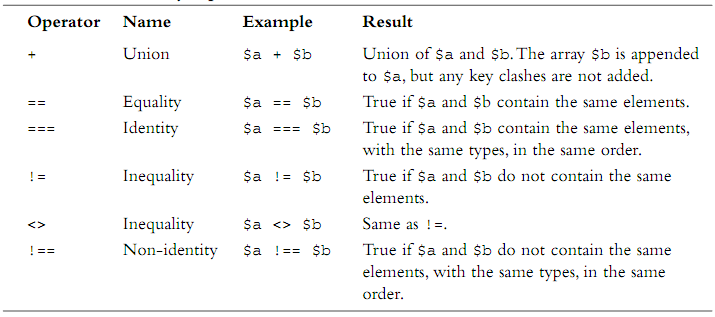 Operator Name Example Result
+ Union $a + $b Union of $a and $b. The array $b is appended
to $a, but any key clashes are not added.
== Equality $a == $b True if $a and $b contain the same elements.
=== Identity $a === $b True if $a and $b contain the same elements,
with the same types, in the same order.
!= Inequality $a != $b True if $a and $b do not contain the same
elements.
<> Inequality $a <> $b Same as !=.
!== Non-identity $a !== $b True if $a and $b do not contain the same
elements, with the same types, in the same
order.